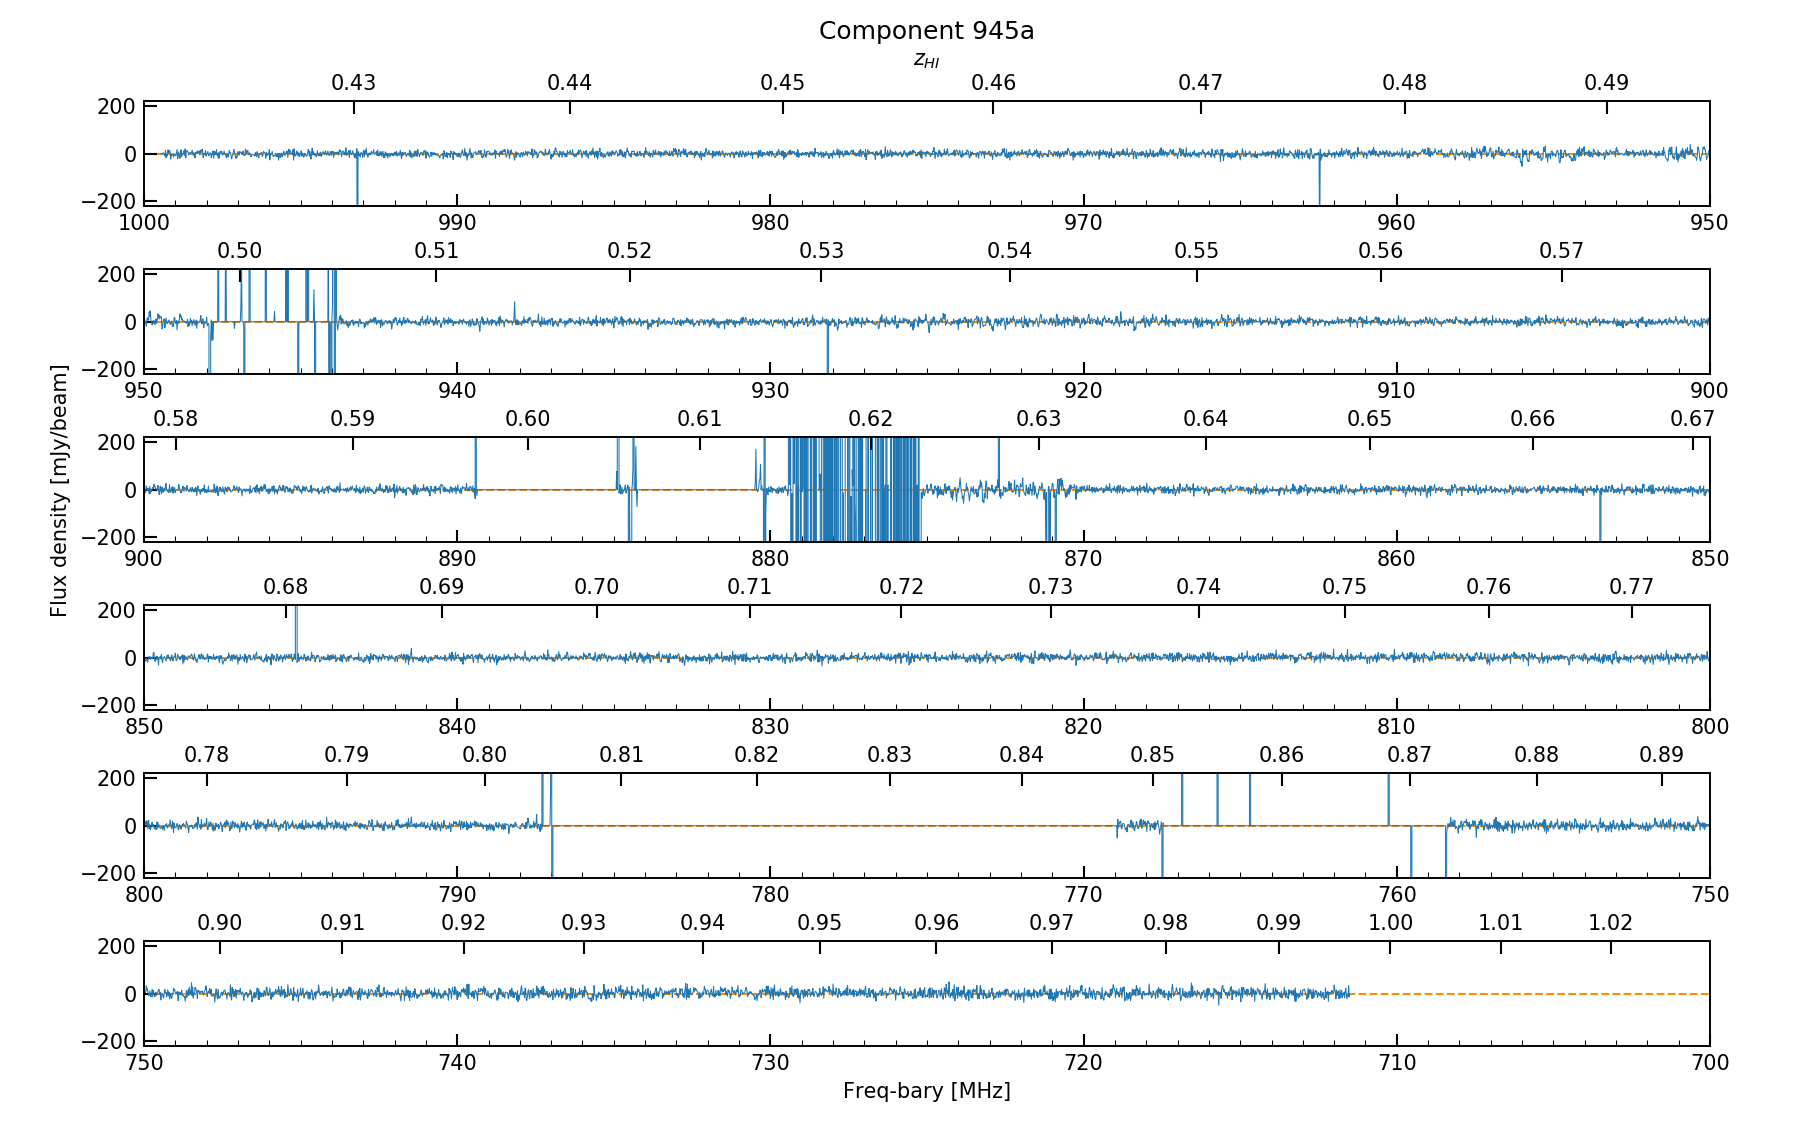 Component 945a
z_HI
0.43 0.44 0.45 0.46 0.47 0.48 0.49
200
0
−200
1000 990 980 970 960 950
0.50 0.51 0.52 0.53 0.54 0.55 0.56 0.57
200
0
−200
950 940 930 920 910 900
0.58 0.59 0.60 0.61 0.62 0.63 0.64 0.65 0.66 0.67
200
0
−200
900 890 880 870 860 850
Flux density [mJy/beam]
0.68 0.69 0.70 0.71 0.72 0.73 0.74 0.75 0.76 0.77
200
0
−200
850 840 830 820 810 800
0.78 0.79 0.80 0.81 0.82 0.83 0.84 0.85 0.86 0.87 0.88 0.89
200
0
−200
800 790 780 770 760 750
0.90 0.91 0.92 0.93 0.94 0.95 0.96 0.97 0.98 0.99 1.00 1.01 1.02
200
0
−200
750 740 730 720 710 700
Freq-bary [MHz]